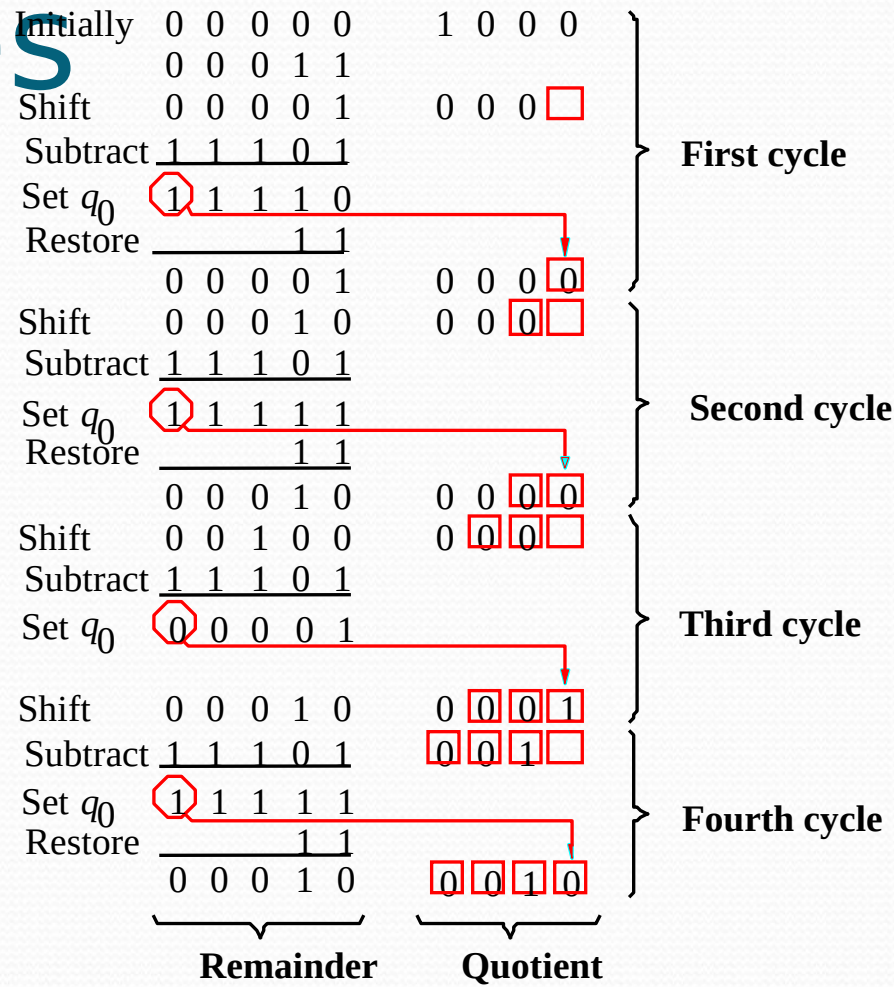 s
Initially 0 0 0 0 0 1 0 0 0
0 0 0 1 1
Shift 0 0 0 0 1 0 0 0
Subtract 1 1 1 0 1
First cycle
Set q0 1 1 1 1 0
Restore 1 1
0 0 0 0 1 0 0 0 0
Shift 0 0 0 1 0 0 0 0
Subtract 1 1 1 0 1
Set q0 1 1 1 1 1
Second cycle
Restore 1 1
0 0 0 1 0 0 0 0 0
Shift 0 0 1 0 0 0 0 0
Subtract 1 1 1 0 1
Set q0 0 0 0 0 1
Third cycle
Shift 0 0 0 1 0 0 0 0 1
Subtract 1 1 1 0 1 0 0 1
Set q0 1 1 1 1 1
Fourth cycle
Restore 1 1
0 0 0 1 0 0 0 1 0
Remainder Quotient